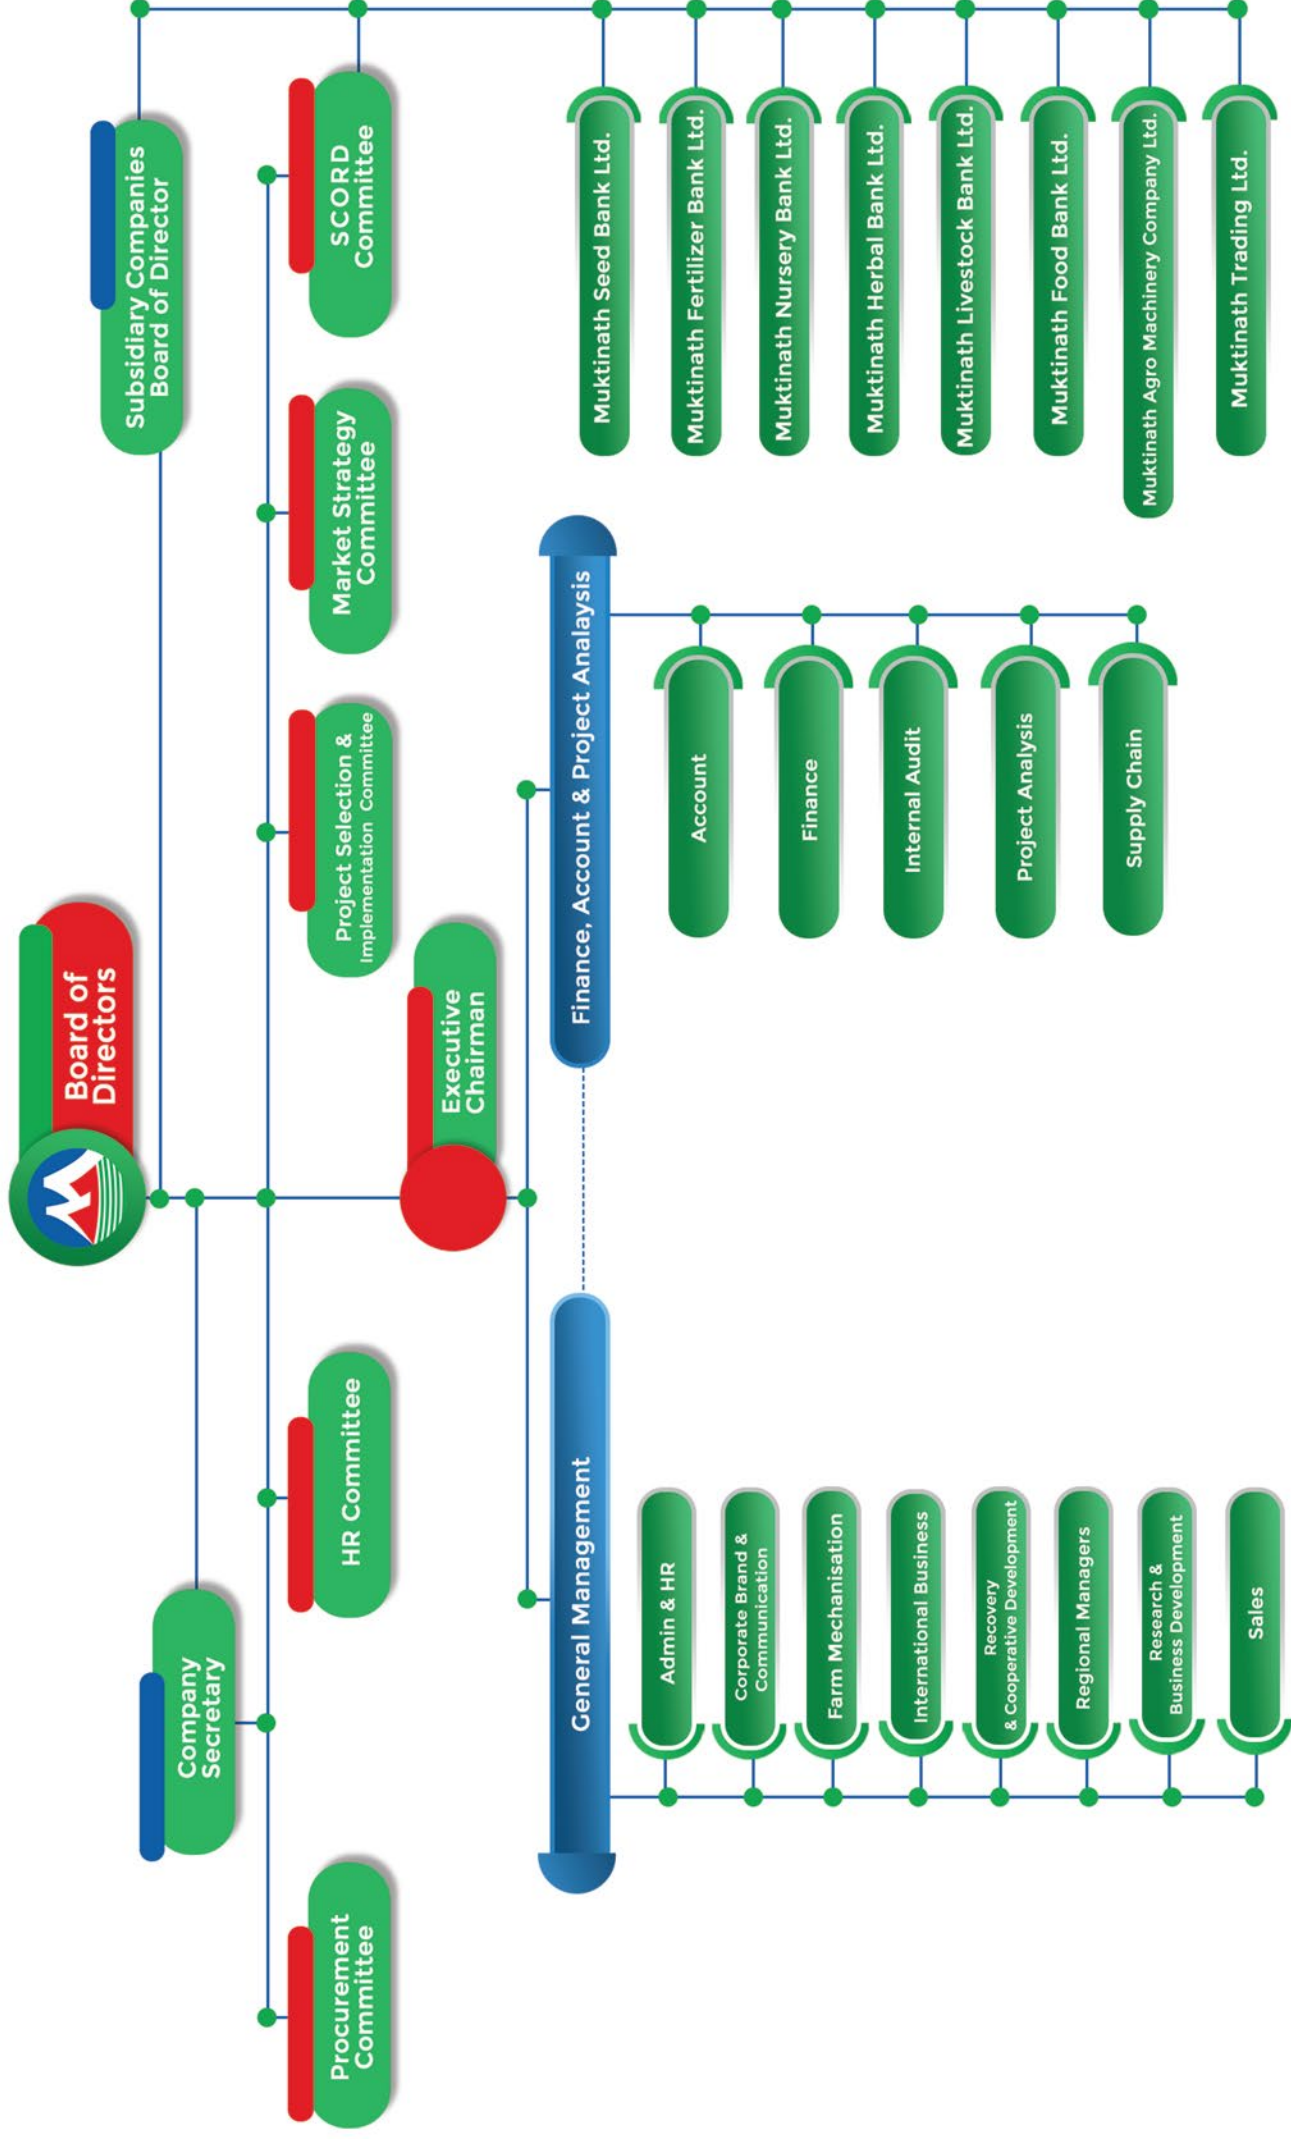 Board of
Directors
Subsidiary Companies
Board of Director
Company
Secretary
Procurement
Committee
HR Committee
Project Selection &
Implementation Committee
Market Strategy
Committee
SCORD
Committee
Executive
Chairman
General Management
Finance, Account & Project Analaysis
Admin & HR
Corporate Brand &
Communication
Farm Mechanisation
International Business
Recovery
& Cooperative Development
Regional Managers
Research &
Business Development
Sales
Account
Finance
Internal Audit
Project Analysis
Supply Chain
Muktinath Seed Bank Ltd.
Muktinath Fertilizer Bank Ltd.
Muktinath Nursery Bank Ltd.
Muktinath Herbal Bank Ltd.
Muktinath Livestock Bank Ltd.
Muktinath Food Bank Ltd.
Muktinath Agro Machinery Company Ltd.
Muktinath Trading Ltd.